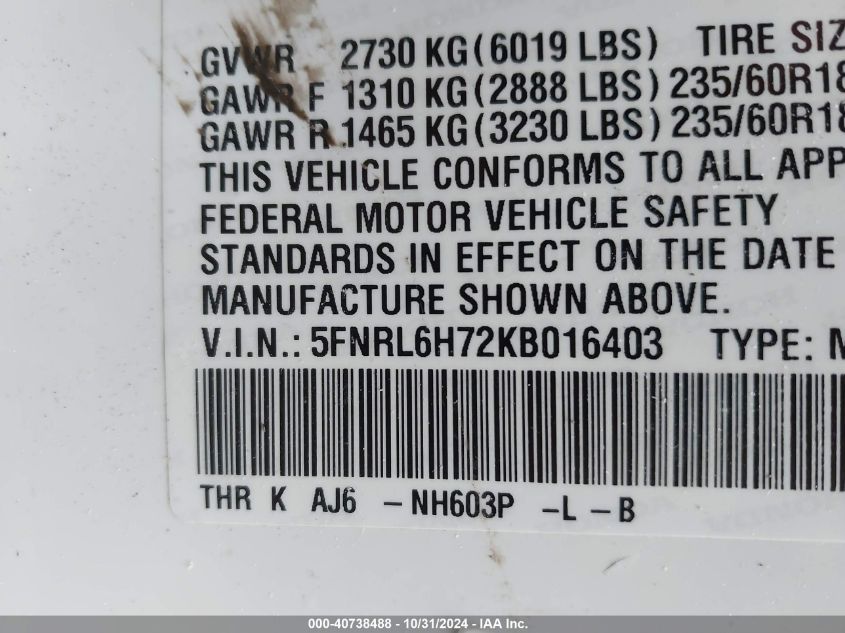 GVWR 2730 KG (6019 LBS) TIRE SIZ
GAWR F 1310 KG (2888 LBS) 235/60R18
GAWR R 1465 KG (3230 LBS) 235/60R18
THIS VEHICLE CONFORMS TO ALL APP
FEDERAL MOTOR VEHICLE SAFETY
STANDARDS IN EFFECT ON THE DATE
MANUFACTURE SHOWN ABOVE.
V.I.N.: 5FNRL6H72KB016403 TYPE: M
THR K AJ6 -NH603P -L -B
000-40738488 - 10/31/2024 - IAA Inc.